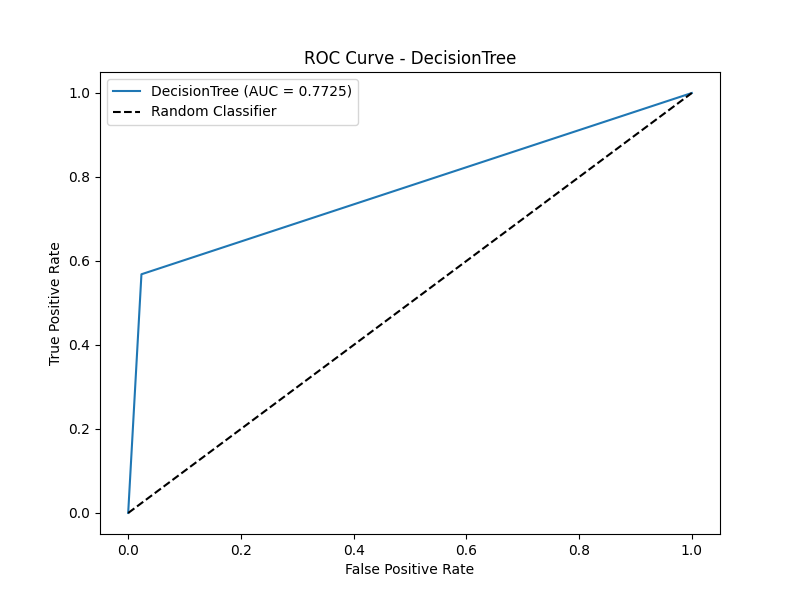 ROC Curve - DecisionTree
DecisionTree (AUC = 0.7725)
Random Classifier
1.0
0.8
0.6
0.4
0.2
0.0
True Positive Rate
0.0 0.2 0.4 0.6 0.8 1.0
False Positive Rate